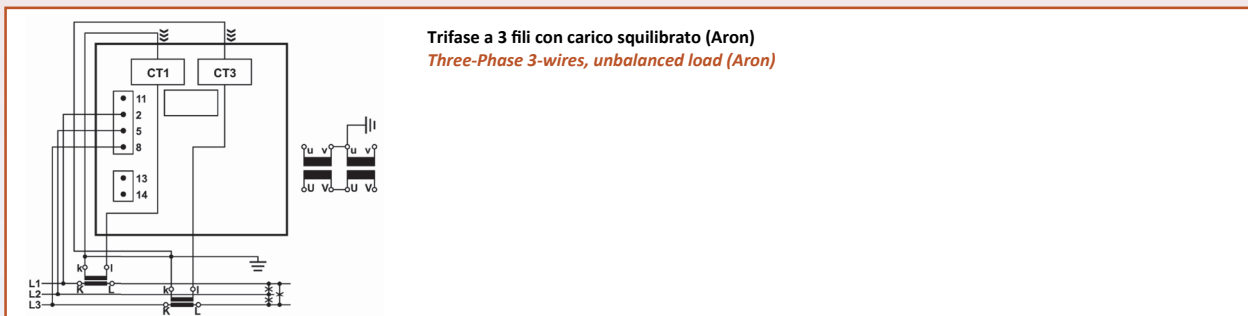 Trifase a 3 fili con carico squilibrato (Aron)
Three-Phase 3-wires, unbalanced load (Aron)
CT1 CT3
11
2
5
8
13
14
u v u v
U V U V
k l
L1
K L
L2
k l
L3
K L